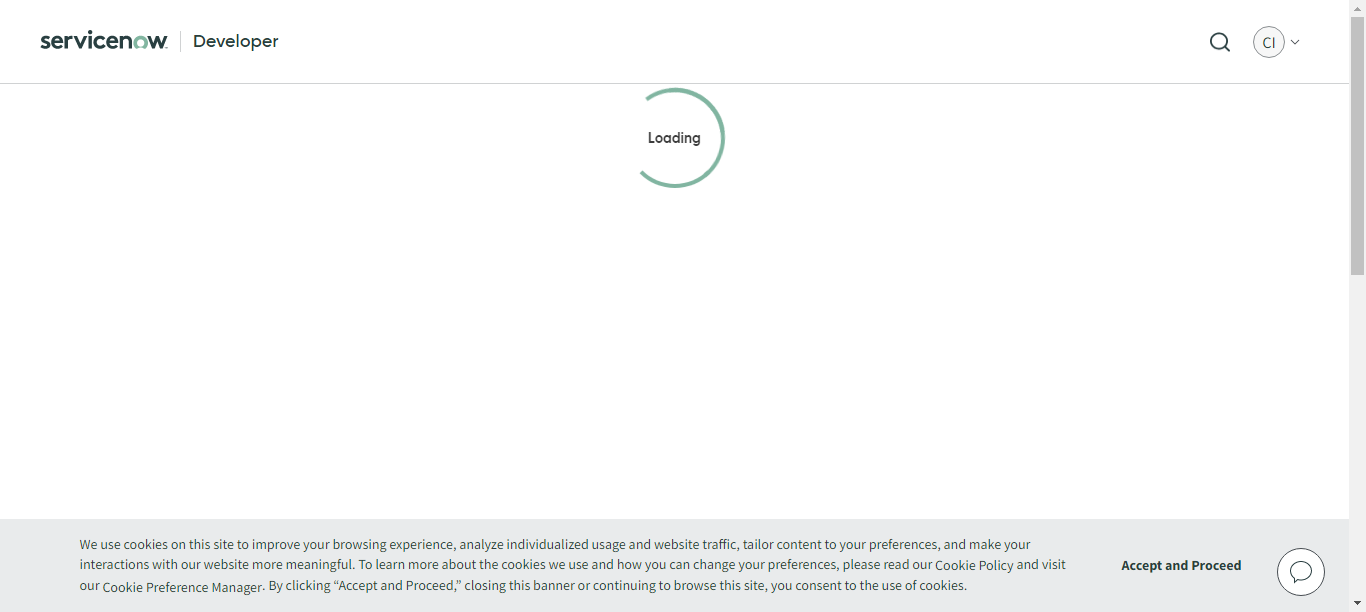 servicenow Developer CI
Loading
We use cookies on this site to improve your browsing experience, analyze individualized usage and website traffic, tailor content to your preferences, and make your
interactions with our website more meaningful. To learn more about the cookies we use and how you can change your preferences, please read our Cookie Policy and visit
our Cookie Preference Manager. By clicking “Accept and Proceed,” closing this banner or continuing to browse this site, you consent to the use of cookies.
Accept and Proceed